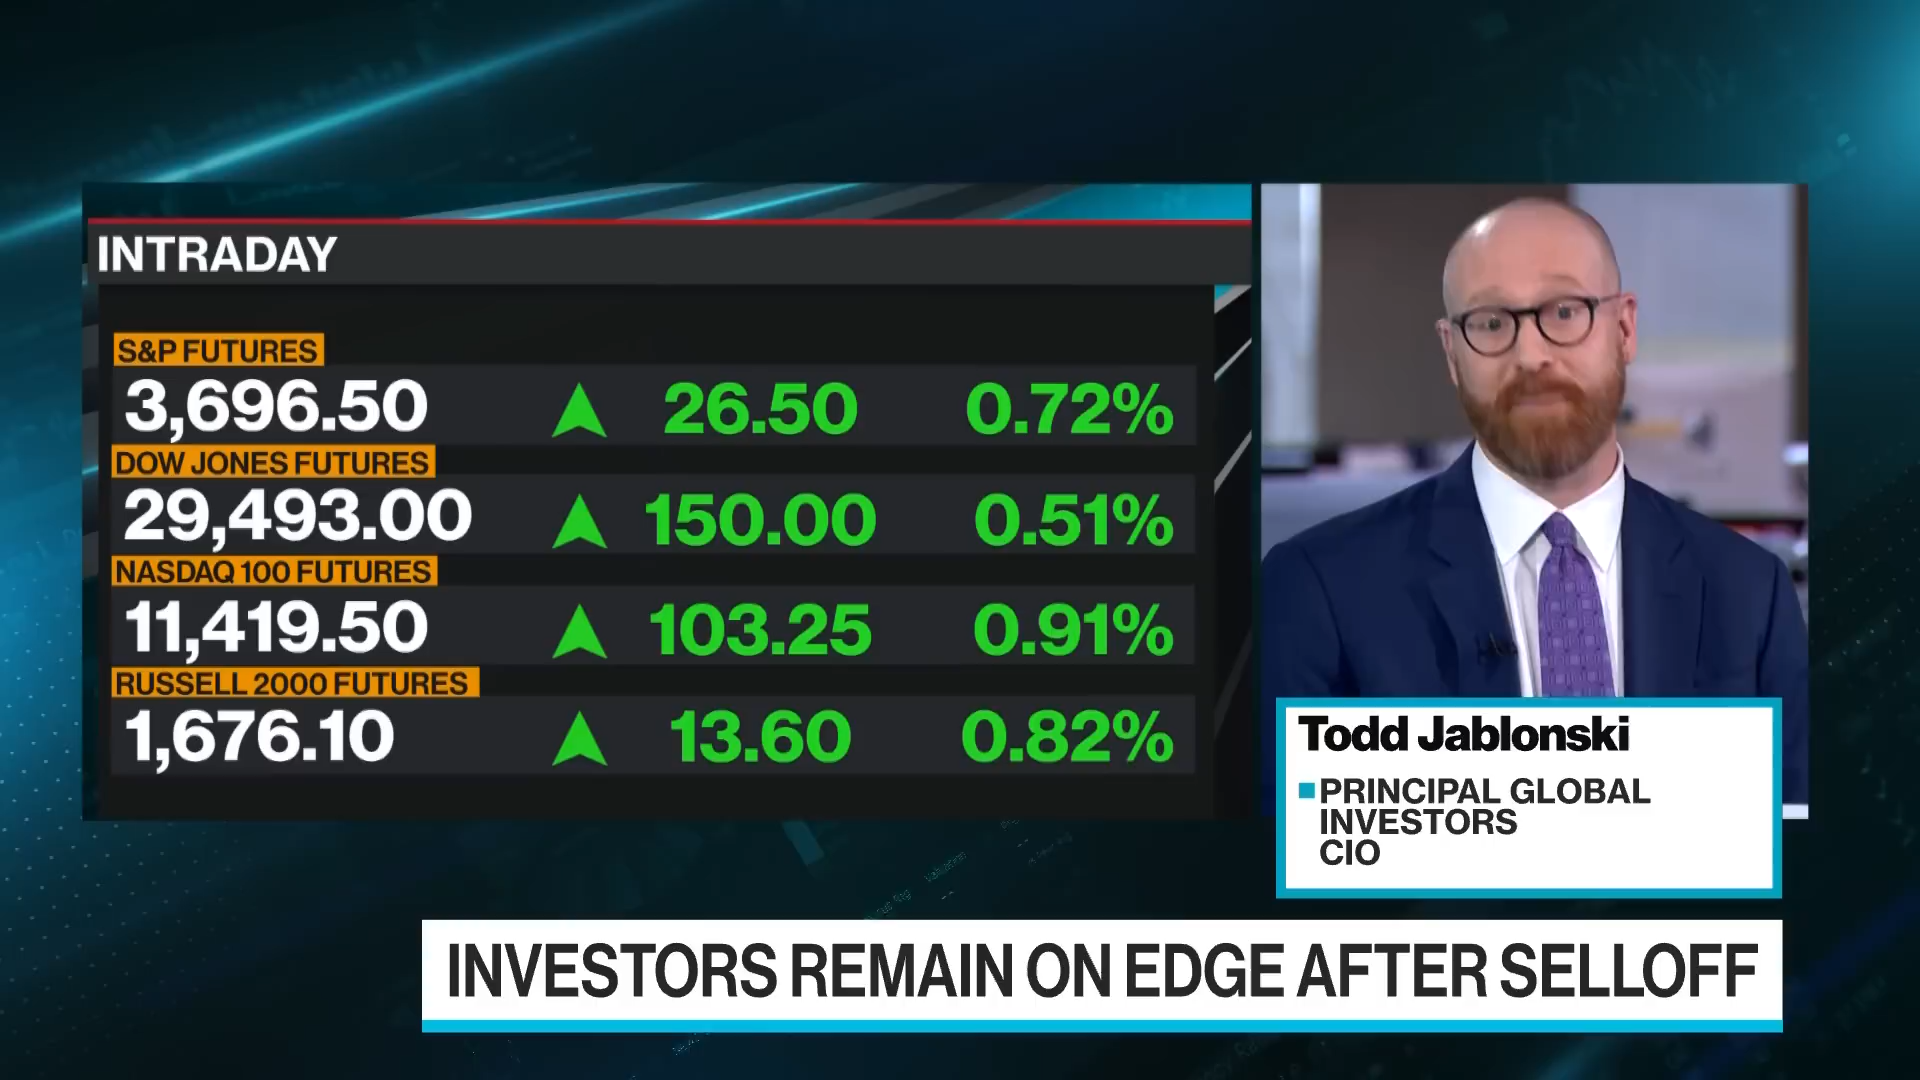 INTRADAY
S&P FUTURES
3,696.50 ▲ 26.50 0.72%
DOW JONES FUTURES
29,493.00 ▲ 150.00 0.51%
NASDAQ 100 FUTURES
11,419.50 ▲ 103.25 0.91%
RUSSELL 2000 FUTURES
1,676.10 ▲ 13.60 0.82%
Todd Jablonski
PRINCIPAL GLOBAL
INVESTORS
CIO
INVESTORS REMAIN ON EDGE AFTER SELLOFF